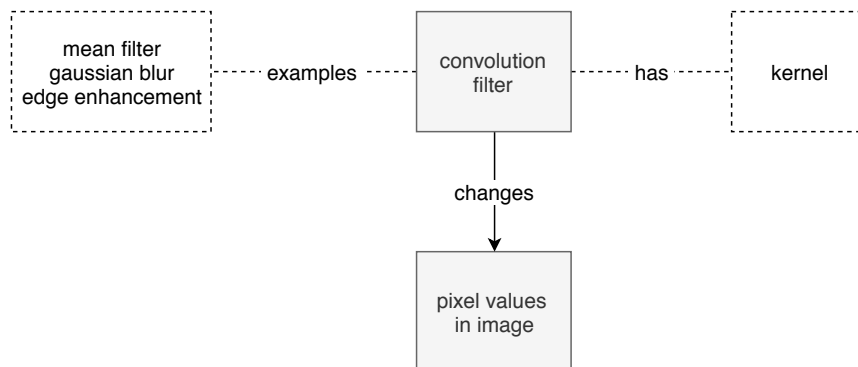 mean filter
gaussian blur
edge enhancement
examples
convolution
filter
has
kernel
changes
pixel values
in image